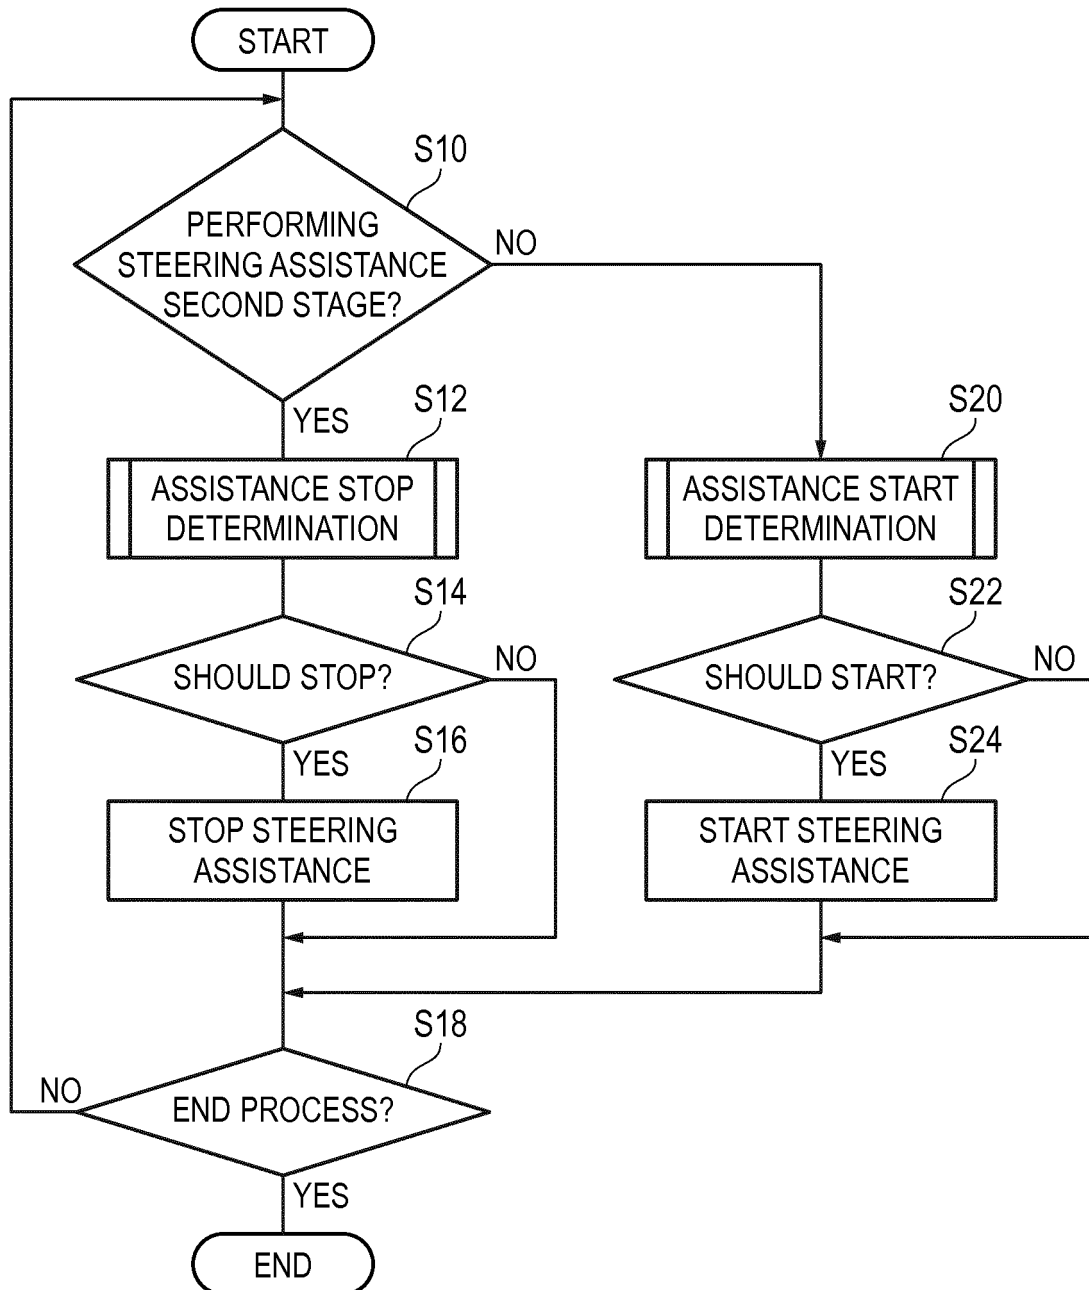 START
S10
PERFORMING
STEERING ASSISTANCE
SECOND STAGE?
NO
YES
S12
ASSISTANCE STOP
DETERMINATION
S20
ASSISTANCE START
DETERMINATION
S14
SHOULD STOP?
NO
YES
S22
SHOULD START?
NO
YES
S16
STOP STEERING
ASSISTANCE
S24
START STEERING
ASSISTANCE
S18
END PROCESS?
NO
YES
END